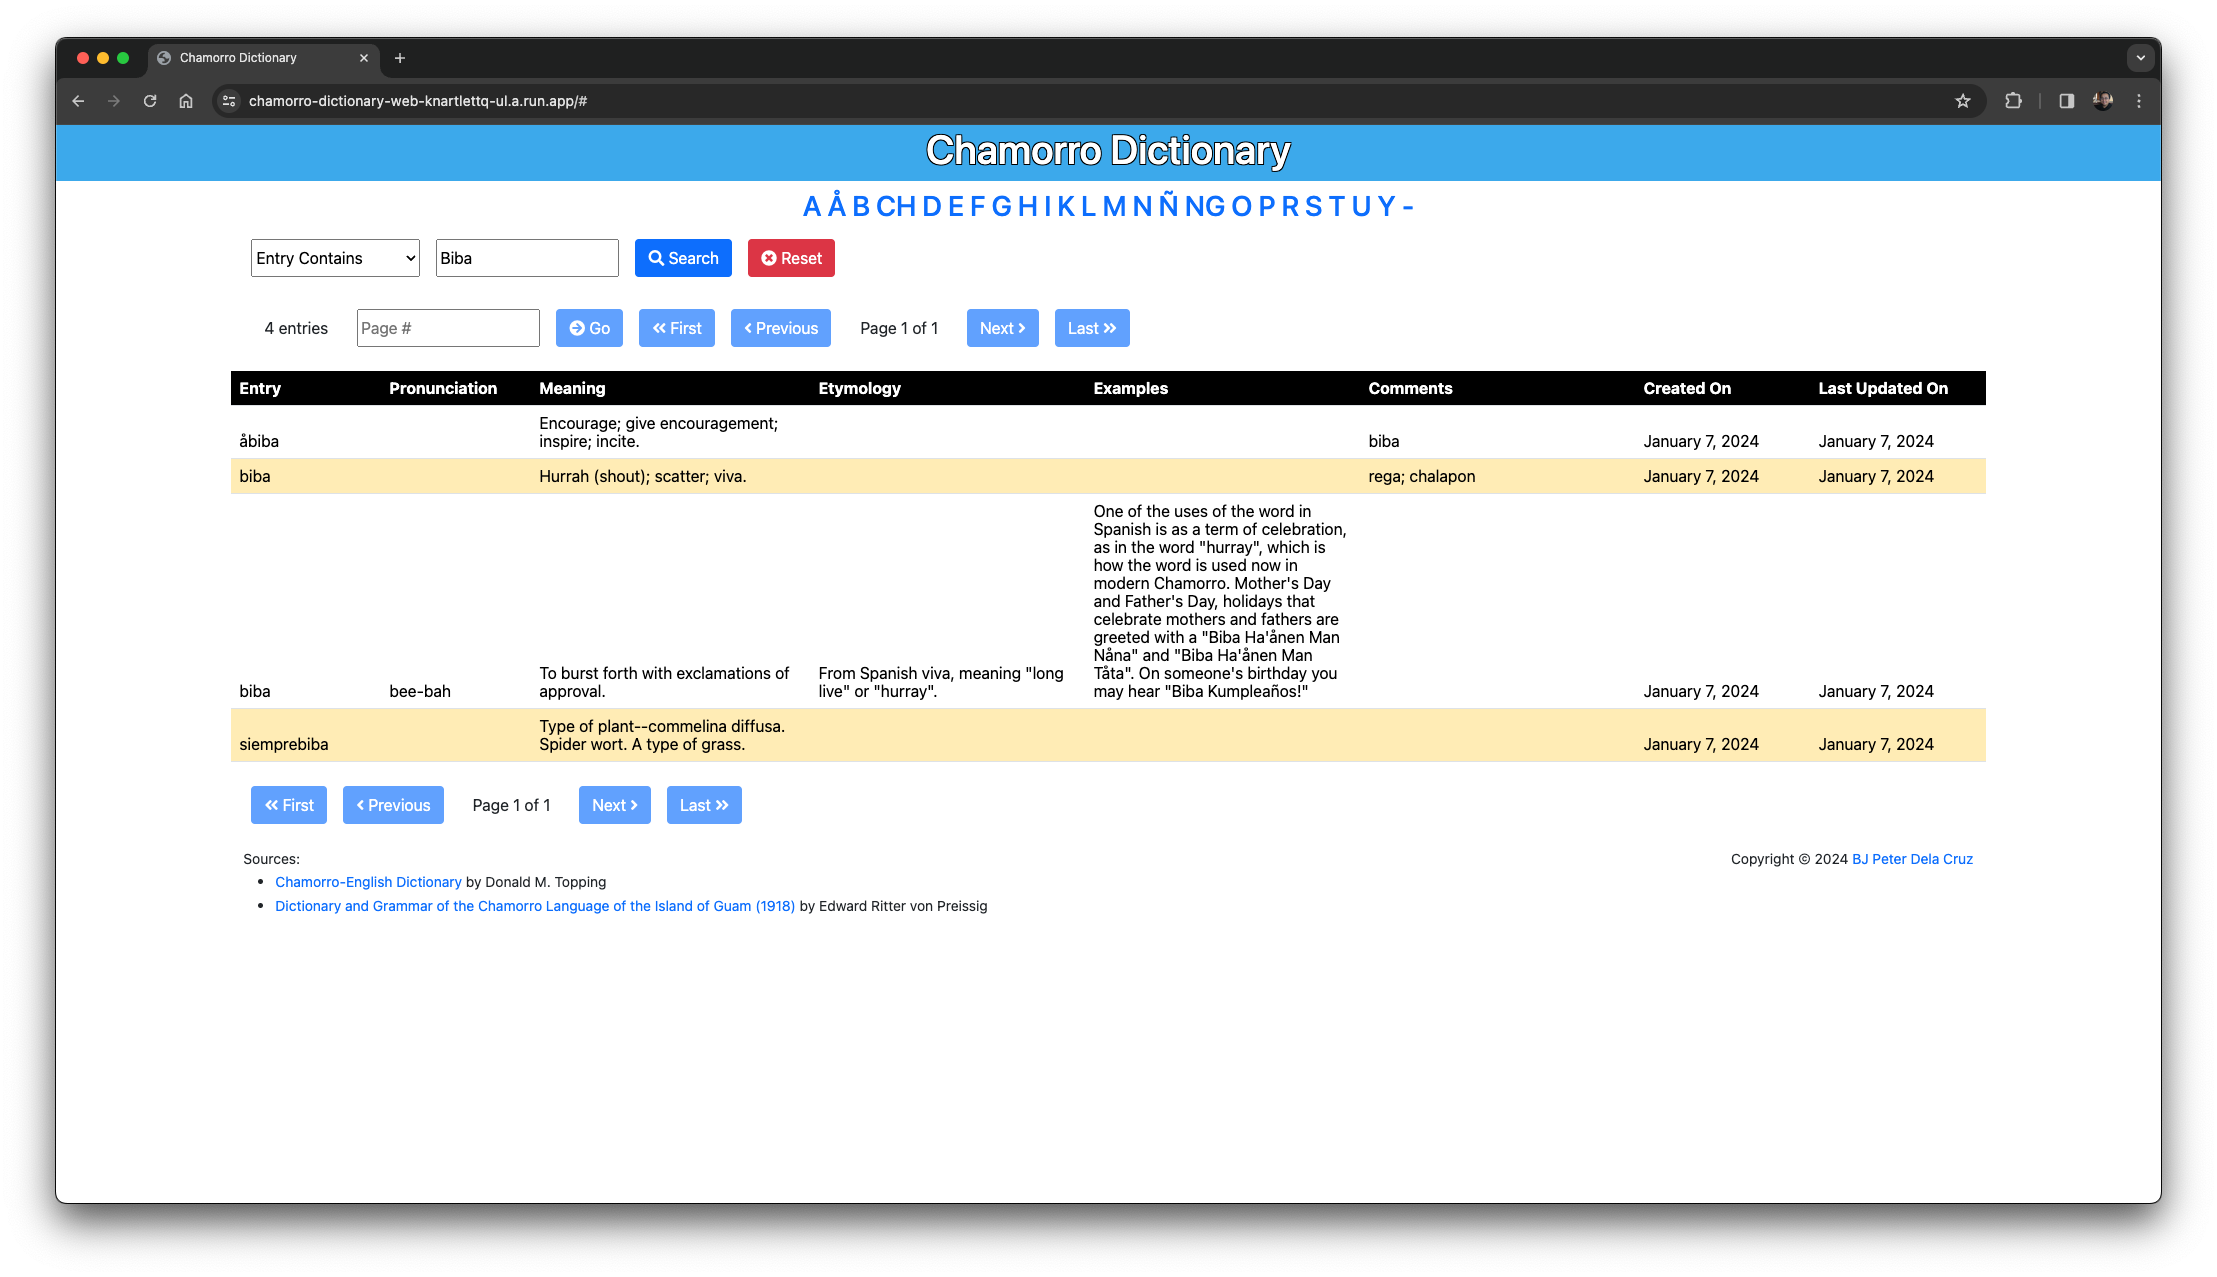 Chamorro Dictionary
chamorro-dictionary-web-knartlettq-ul.a.run.app/#
Chamorro Dictionary
A Å B CH D E F G H I K L M N Ñ NG O P R S T U Y -
Entry Contains Biba Search Reset
4 entries Page # Go First Previous Page 1 of 1 Next Last
Entry Pronunciation Meaning Etymology Examples Comments Created On Last Updated On
Encourage; give encouragement;
åbiba inspire; incite. biba January 7, 2024 January 7, 2024
biba Hurrah (shout); scatter; viva. rega; chalapon January 7, 2024 January 7, 2024
One of the uses of the word in
Spanish is as a term of celebration,
as in the word "hurray", which is
how the word is used now in
modern Chamorro. Mother's Day
and Father's Day, holidays that
celebrate mothers and fathers are
greeted with a "Biba Ha'ånen Man
Nåna" and "Biba Ha'ånen Man
To burst forth with exclamations of From Spanish viva, meaning "long Tåta". On someone's birthday you
biba bee-bah approval. live" or "hurray". may hear "Biba Kumpleaños!" January 7, 2024 January 7, 2024
Type of plant--commelina diffusa.
siemprebiba Spider wort. A type of grass. January 7, 2024 January 7, 2024
First Previous Page 1 of 1 Next Last
Sources: Copyright © 2024 BJ Peter Dela Cruz
• Chamorro-English Dictionary by Donald M. Topping
• Dictionary and Grammar of the Chamorro Language of the Island of Guam (1918) by Edward Ritter von Preissig